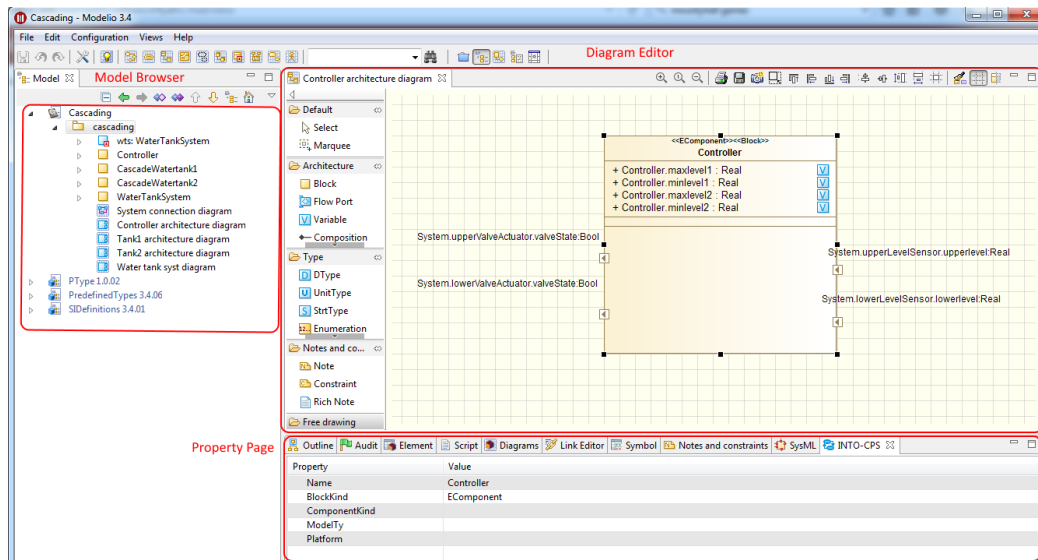 Cascading - Modelio 3.4
File Edit Configuration Views Help
Diagram Editor
Model
Model Browser
Cascading
cascading
wts: WaterTankSystem
Controller
CascadeWatertank1
CascadeWatertank2
WaterTankSystem
System connection diagram
Controller architecture diagram
Tank1 architecture diagram
Tank2 architecture diagram
Water tank syst diagram
PType 1.0.02
PredefinedTypes 3.4.06
SIDefinitions 3.4.01
Controller architecture diagram
Default
Select
Marquee
Architecture
Block
Flow Port
V Variable
Composition
Type
D DType
U UnitType
S StrtType
12.. Enumeration
Notes and co...
Note
Constraint
Rich Note
Free drawing
<<EComponent>><<Block>>
Controller
+ Controller.maxlevel1 : Real V
+ Controller.minlevel1 : Real V
+ Controller.maxlevel2 : Real V
+ Controller.minlevel2 : Real V
System.upperValveActuator.valveState:Bool
System.upperLevelSensor.upperlevel:Real
System.lowerValveActuator.valveState:Bool
System.lowerLevelSensor.lowerlevel:Real
Property Page
Outline Audit Element Script Diagrams Link Editor Symbol Notes and constraints SysML INTO-CPS
Property Value
Name Controller
BlockKind EComponent
ComponentKind
ModelTy
Platform